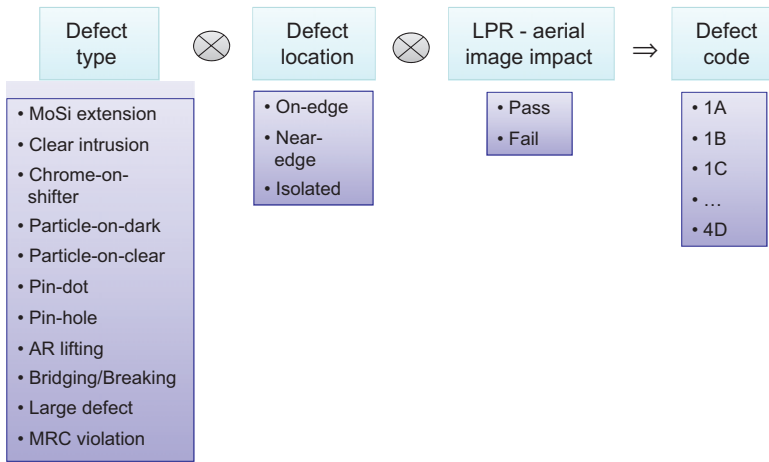 Defect
type
Defect
location
LPR - aerial
image impact
⇒
Defect
code
• MoSi extension
• Clear intrusion
• Chrome-on-
shifter
• Particle-on-dark
• Particle-on-clear
• Pin-dot
• Pin-hole
• AR lifting
• Bridging/Breaking
• Large defect
• MRC violation
• On-edge
• Near-
edge
• Isolated
• Pass
• Fail
• 1A
• 1B
• 1C
• …
• 4D